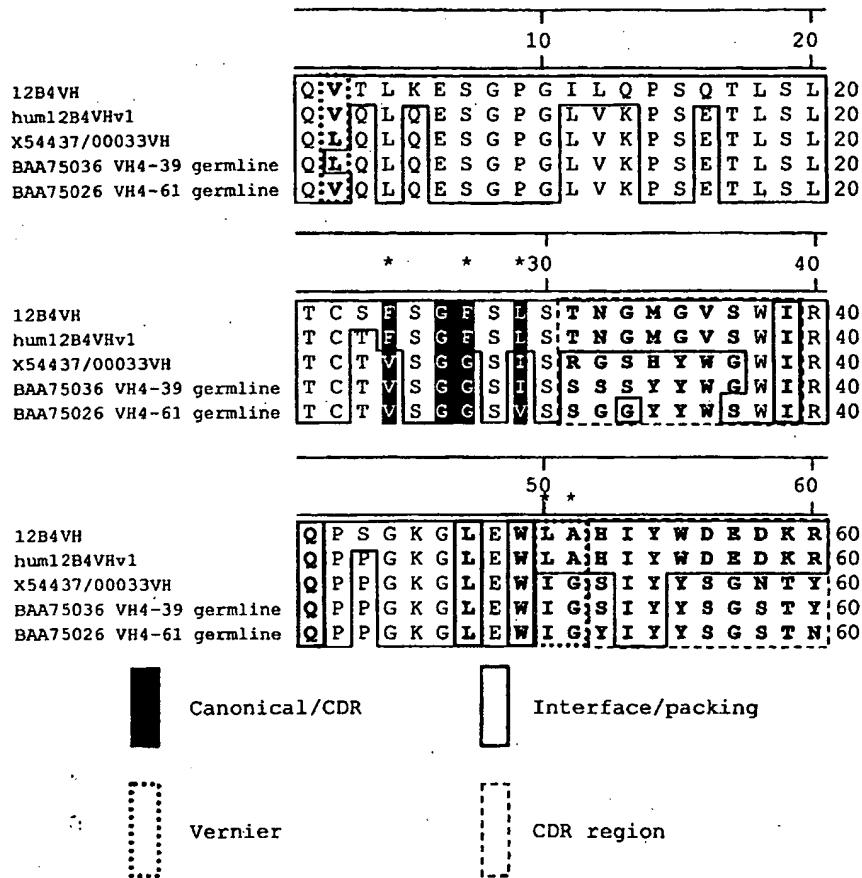 10 20
12B4VH Q V T L K E S G P G I L Q P S Q T L S L 20
hum12B4VHv1 Q V Q L Q E S G P G L V K P S E T L S L 20
X54437/00033VH Q L Q L Q E S G P G L V K P S E T L S L 20
BAA75036 VH4-39 germline Q L Q L Q E S G P G L V K P S E T L S L 20
BAA75026 VH4-61 germline Q V Q L Q E S G P G L V K P S E T L S L 20
* * *30 40
12B4VH T C S F S G F S L S T N G M G V S W I R 40
hum12B4VHv1 T C T F S G F S L S T N G M G V S W I R 40
X54437/00033VH T C T V S G G S I S R G S H Y W G W I R 40
BAA75036 VH4-39 germline T C T V S G G S I S S S S Y Y W G W I R 40
BAA75026 VH4-61 germline T C T V S G G S V S S G G Y Y W S W I R 40
50 60
* *
12B4VH Q P S G K G L E W L A H I Y W D E D K R 60
hum12B4VHv1 Q P P G K G L E W L A H I Y W D E D K R 60
X54437/00033VH Q P P G K G L E W I G S I Y Y S G N T Y 60
BAA75036 VH4-39 germline Q P P G K G L E W I G S I Y Y S G S T Y 60
BAA75026 VH4-61 germline Q P P G K G L E W I G Y I Y Y S G S T N 60
Canonical/CDR Interface/packing
Vernier CDR region